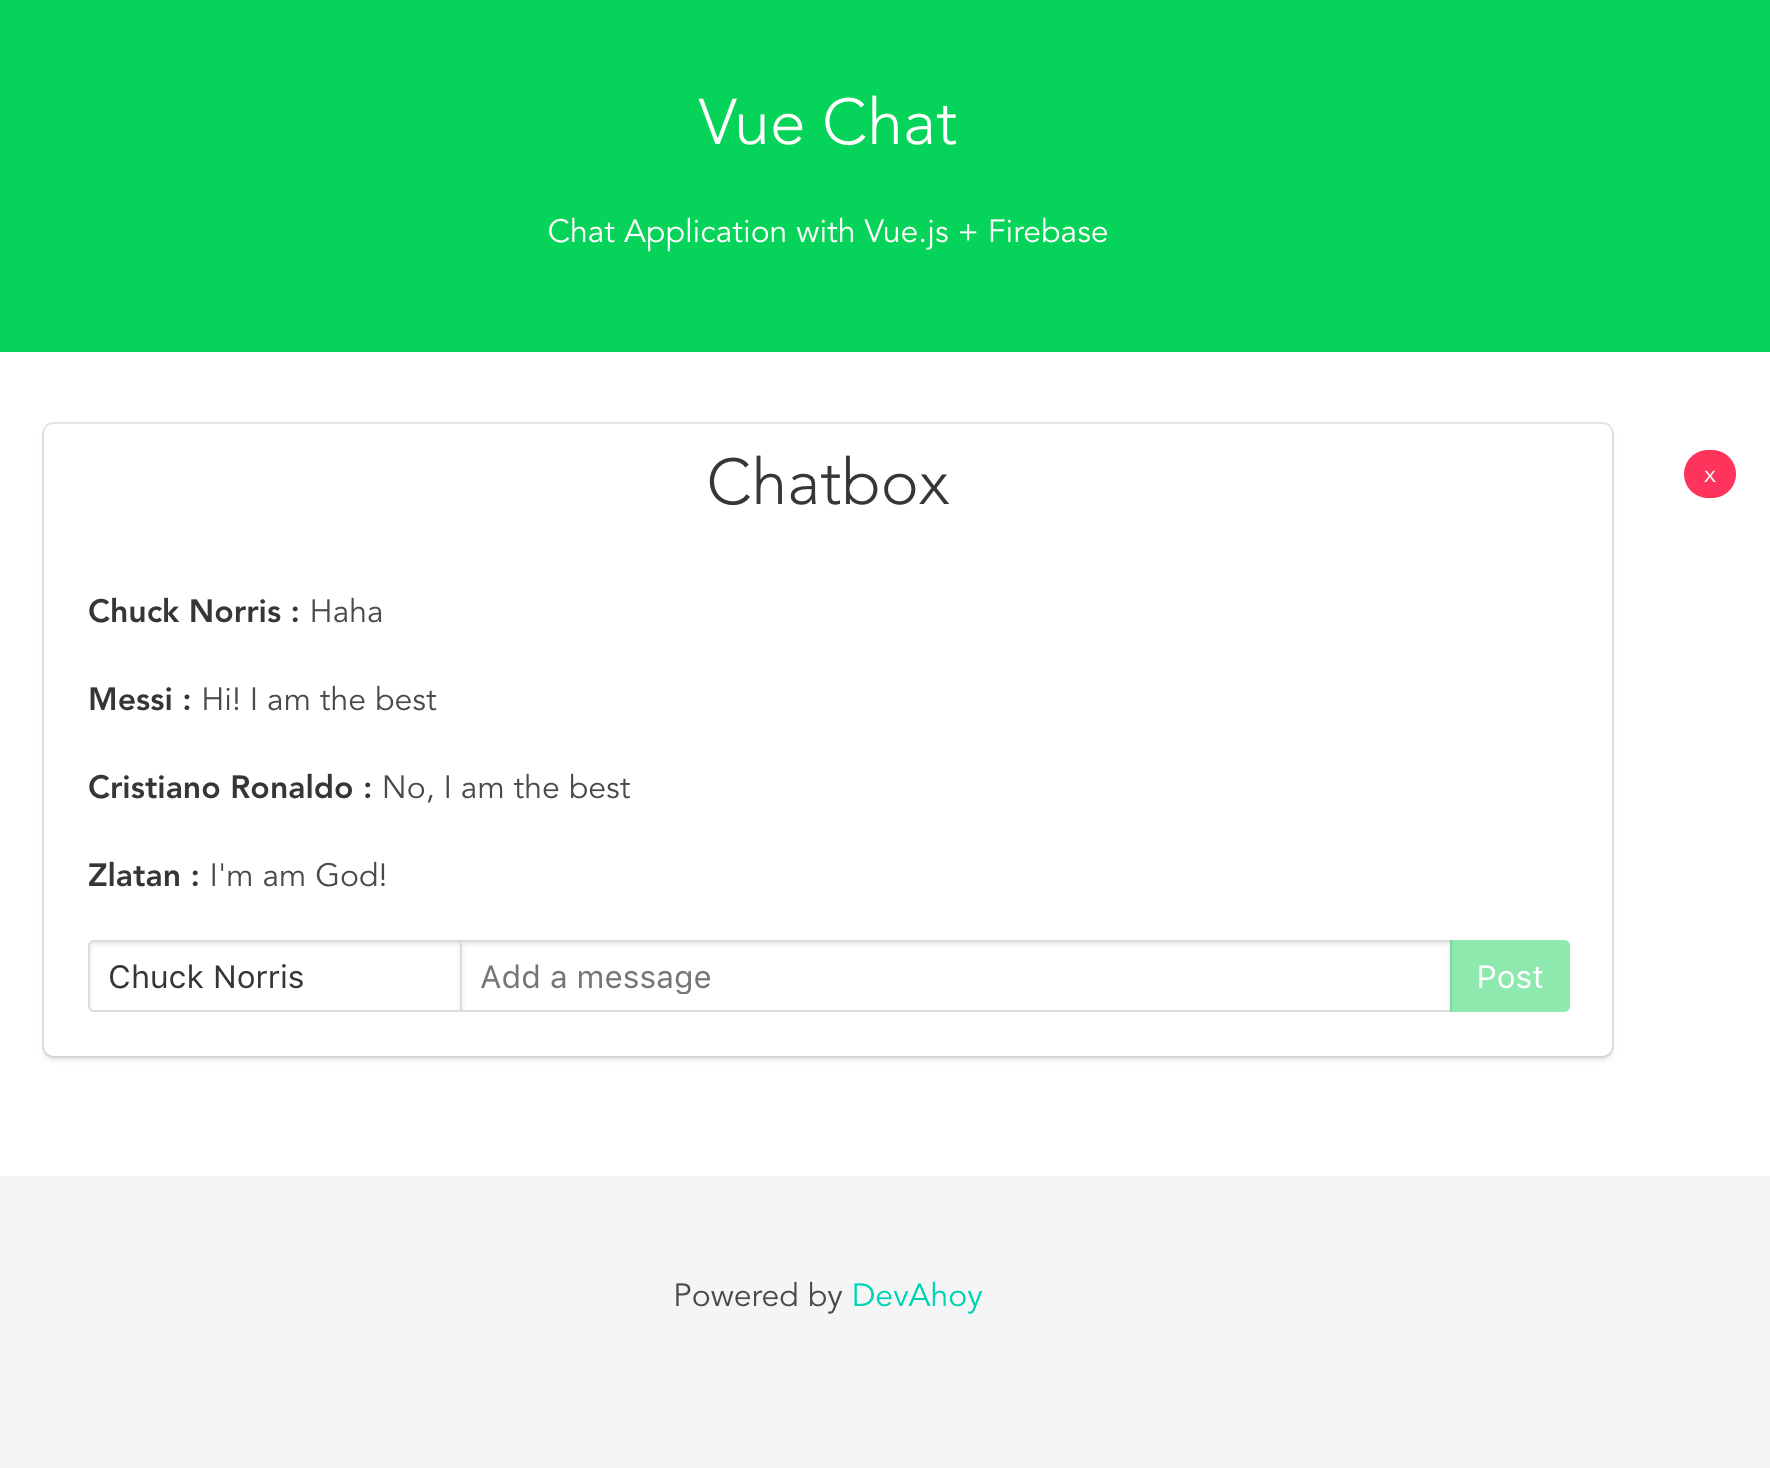 Vue Chat
Chat Application with Vue.js + Firebase
Chatbox
x
Chuck Norris : Haha
Messi : Hi! I am the best
Cristiano Ronaldo : No, I am the best
Zlatan : I'm am God!
Chuck Norris Add a message Post
Powered by DevAhoy